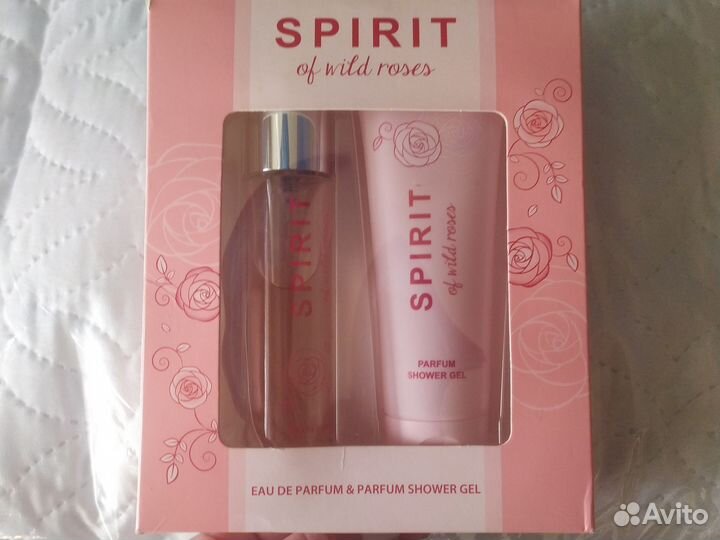 SPIRIT
of wild roses
SPIRIT
SPIRIT
of wild roses
PARFUM
SHOWER GEL
EAU DE PARFUM & PARFUM SHOWER GEL
Avito